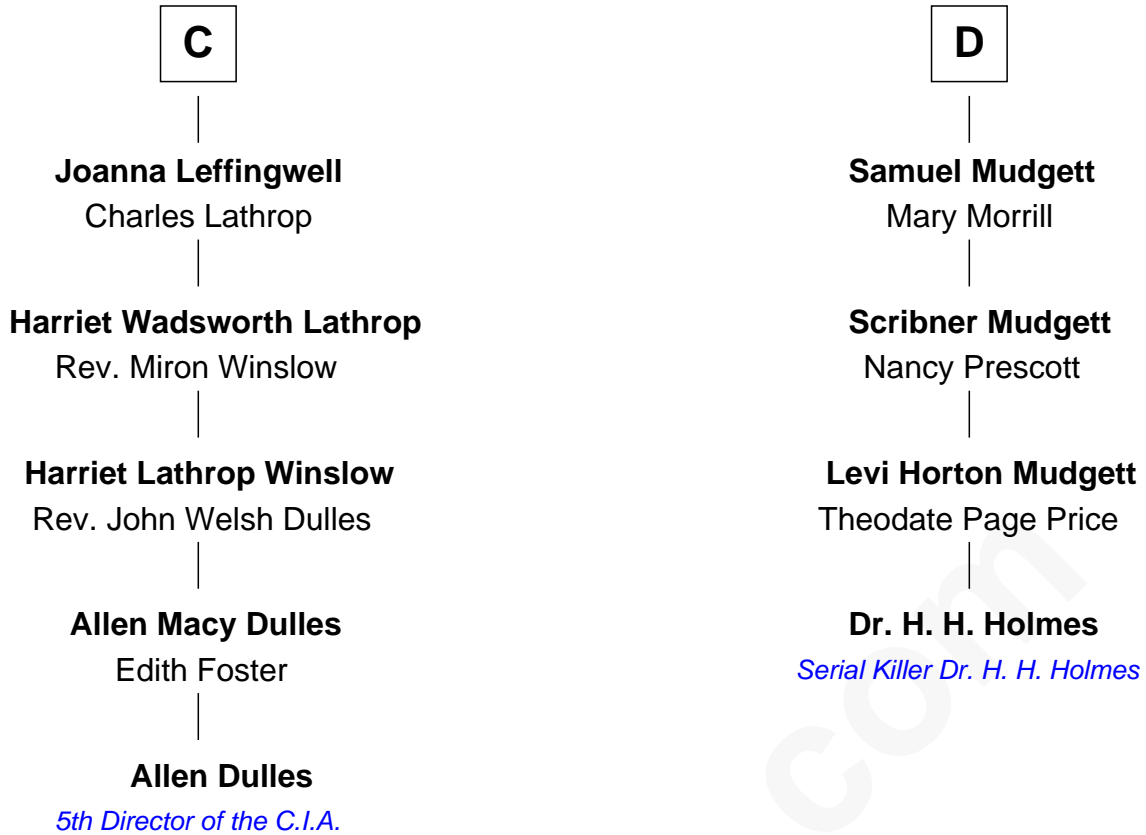 C
Joanna Leffingwell
Charles Lathrop
Harriet Wadsworth Lathrop
Rev. Miron Winslow
Harriet Lathrop Winslow
Rev. John Welsh Dulles
Allen Macy Dulles
Edith Foster
Allen Dulles
5th Director of the C.I.A.
D
Samuel Mudgett
Mary Morrill
Scribner Mudgett
Nancy Prescott
Levi Horton Mudgett
Theodate Page Price
Dr. H. H. Holmes
Serial Killer Dr. H. H. Holmes
com